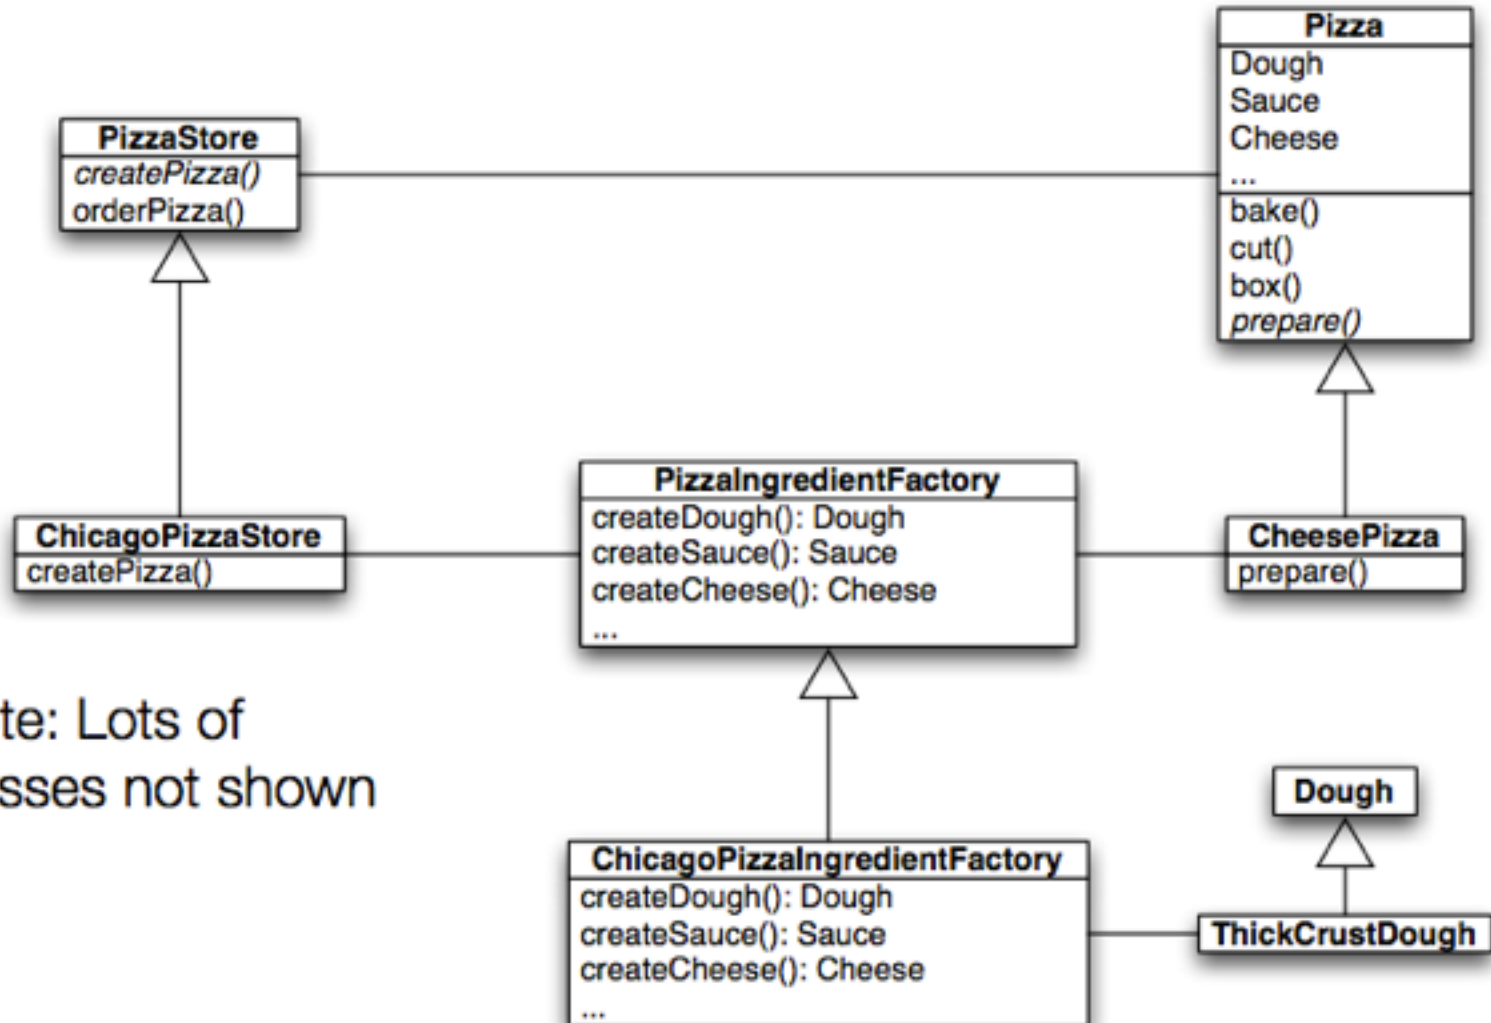 Pizza
Dough
Sauce
Cheese
...
bake()
cut()
box()
prepare()
PizzaStore
createPizza()
orderPizza()
PizzaIngredientFactory
createDough(): Dough
createSauce(): Sauce
createCheese(): Cheese
...
ChicagoPizzaStore
createPizza()
CheesePizza
prepare()
te: Lots of
sses not shown
Dough
ChicagoPizzaIngredientFactory
createDough(): Dough
createSauce(): Sauce
createCheese(): Cheese
...
ThickCrustDough